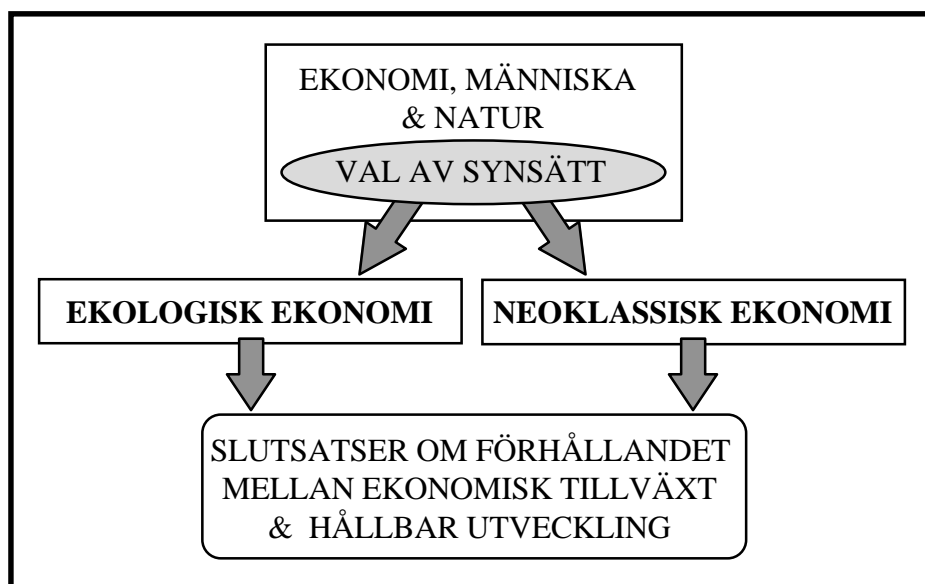 EKONOMI, MÄNNISKA
& NATUR
VAL AV SYNSÄTT
EKOLOGISK EKONOMI
NEOKLASSISK EKONOMI
SLUTSATSER OM FÖRHÅLLANDET
MELLAN EKONOMISK TILLVÄXT
& HÅLLBAR UTVECKLING